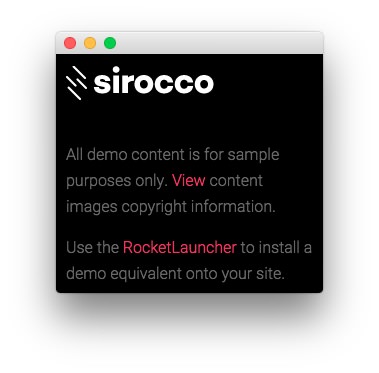 sirocco
All demo content is for sample
purposes only. View content
images copyright information.
Use the RocketLauncher to install a
demo equivalent onto your site.